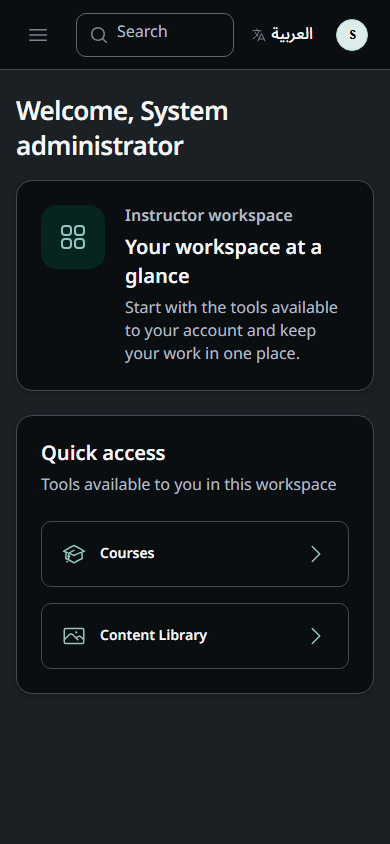 Search
العربية
S
Welcome, System
administrator
Instructor workspace
Your workspace at a
glance
Start with the tools available
to your account and keep
your work in one place.
Quick access
Tools available to you in this workspace
Courses
Content Library